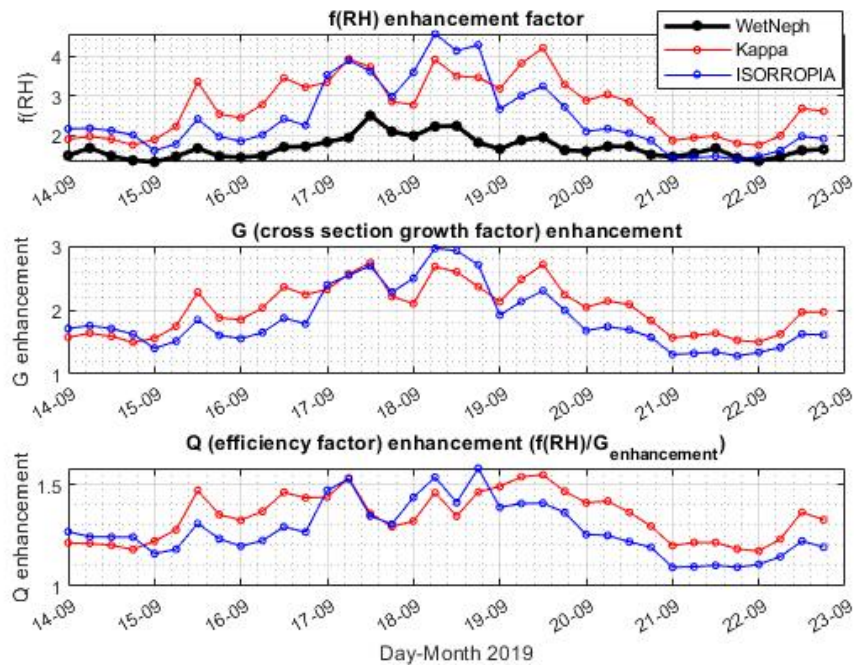 f(RH) enhancement factor
WetNeph
Kappa
ISORROPIA
f(RH)
4
3
2
14-09 15-09 16-09 17-09 18-09 19-09 20-09 21-09 22-09 23-09
G (cross section growth factor) enhancement
G enhancement
3
2
1
14-09 15-09 16-09 17-09 18-09 19-09 20-09 21-09 22-09 23-09
Q (efficiency factor) enhancement (f(RH)/G_enhancement)
Q enhancement
1.5
1
14-09 15-09 16-09 17-09 18-09 19-09 20-09 21-09 22-09 23-09
Day-Month 2019